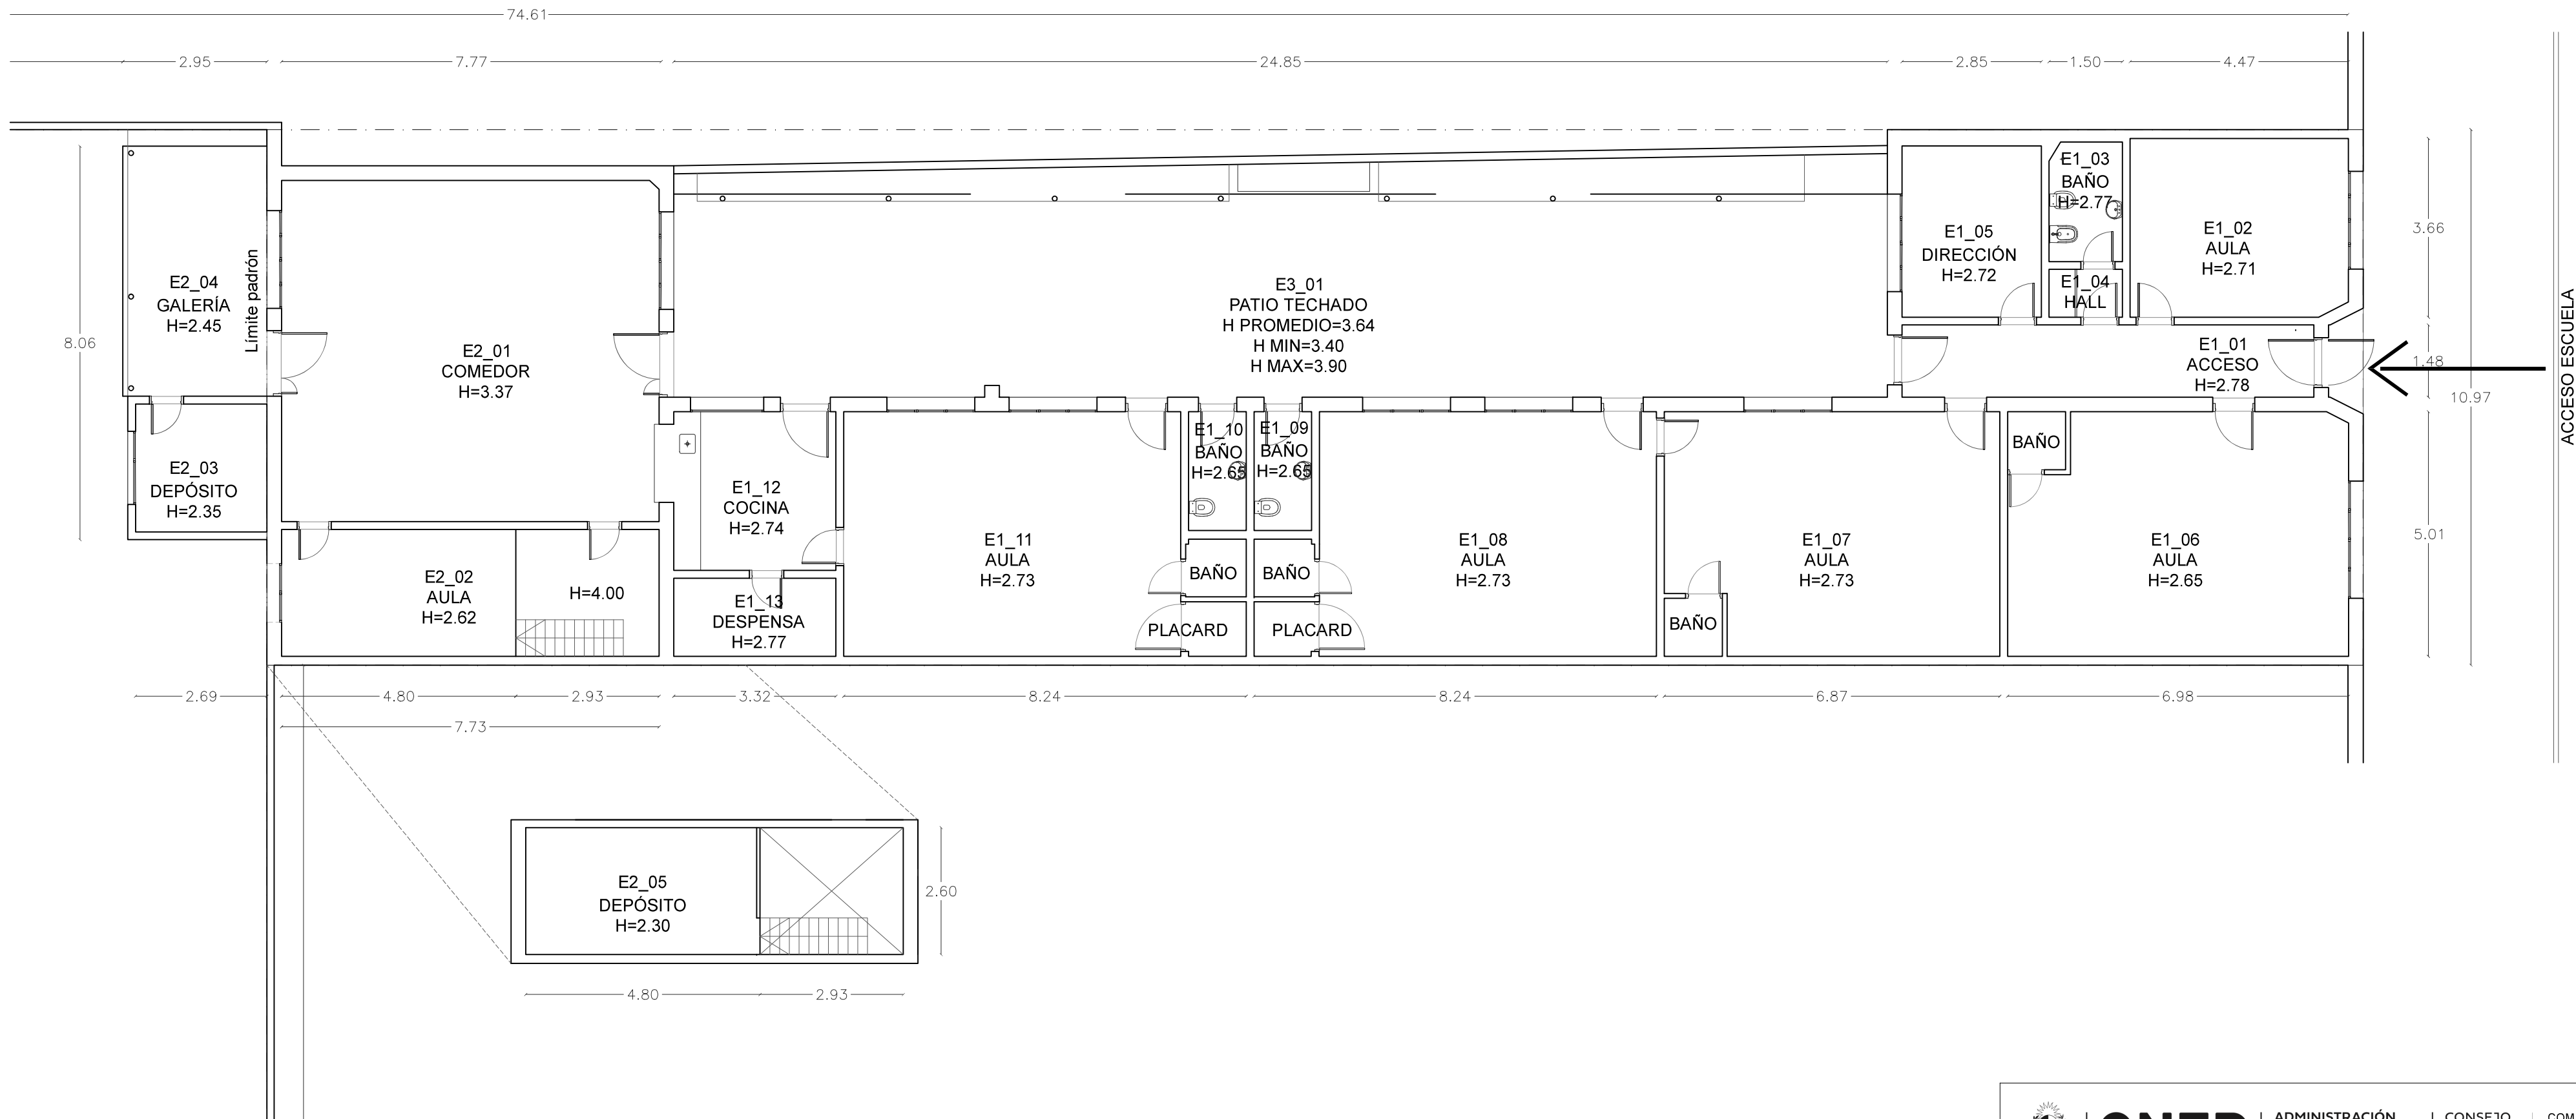 74.61
2.95
7.77
24.85
2.85
1.50
4.47
E1_03
BAÑO
H=2.77
E1_05
DIRECCIÓN
H=2.72
E1_02
AULA
H=2.71
3.66
E1_04
HALL
E2_04
GALERÍA
H=2.45
Límite padrón
E3_01
PATIO TECHADO
H PROMEDIO=3.64
H MIN=3.40
H MAX=3.90
8.06
E2_01
COMEDOR
H=3.37
E1_01
ACCESO
H=2.78
1.48
10.97
ACCESO ESCUELA
E2_03
DEPÓSITO
H=2.35
E1_12
COCINA
H=2.74
E1_10
BAÑO
H=2.65
E1_09
BAÑO
H=2.65
BAÑO
E1_11
AULA
H=2.73
E1_08
AULA
H=2.73
E1_07
AULA
H=2.73
E1_06
AULA
H=2.65
5.01
E2_02
AULA
H=2.62
H=4.00
E1_13
DESPENSA
H=2.77
BAÑO
BAÑO
PLACARD
PLACARD
BAÑO
2.69
4.80
2.93
3.32
8.24
8.24
6.87
6.98
7.73
E2_05
DEPÓSITO
H=2.30
2.60
4.80
2.93
ADMINISTRACIÓN
CONSEJO